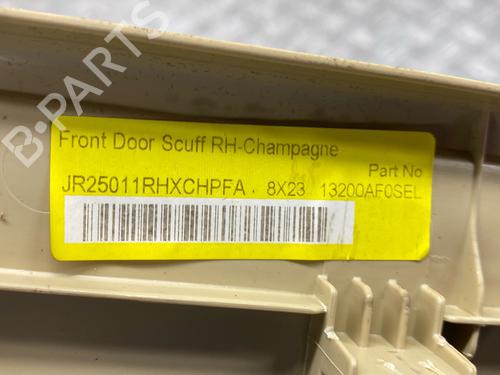 B-PARTS
Front Door Scuff RH-Champagne
Part No
JR25011RHXCHPFA. 8X23 13200AF0SEL